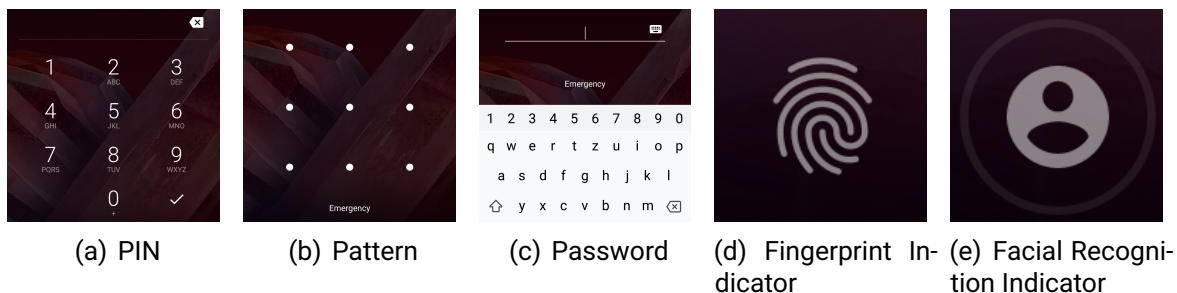 1 2 3
ABC DEF
4 5 6
GHI JKL MNO
7 8 9
PQRS TUV WXYZ
0
+
Emergency
Emergency
1 2 3 4 5 6 7 8 9 0
q w e r t z u i o p
a s d f g h j k l
y x c v b n m
(a) PIN
(b) Pattern
(c) Password
(d) Fingerprint In-
dicator
(e) Facial Recogni-
tion Indicator